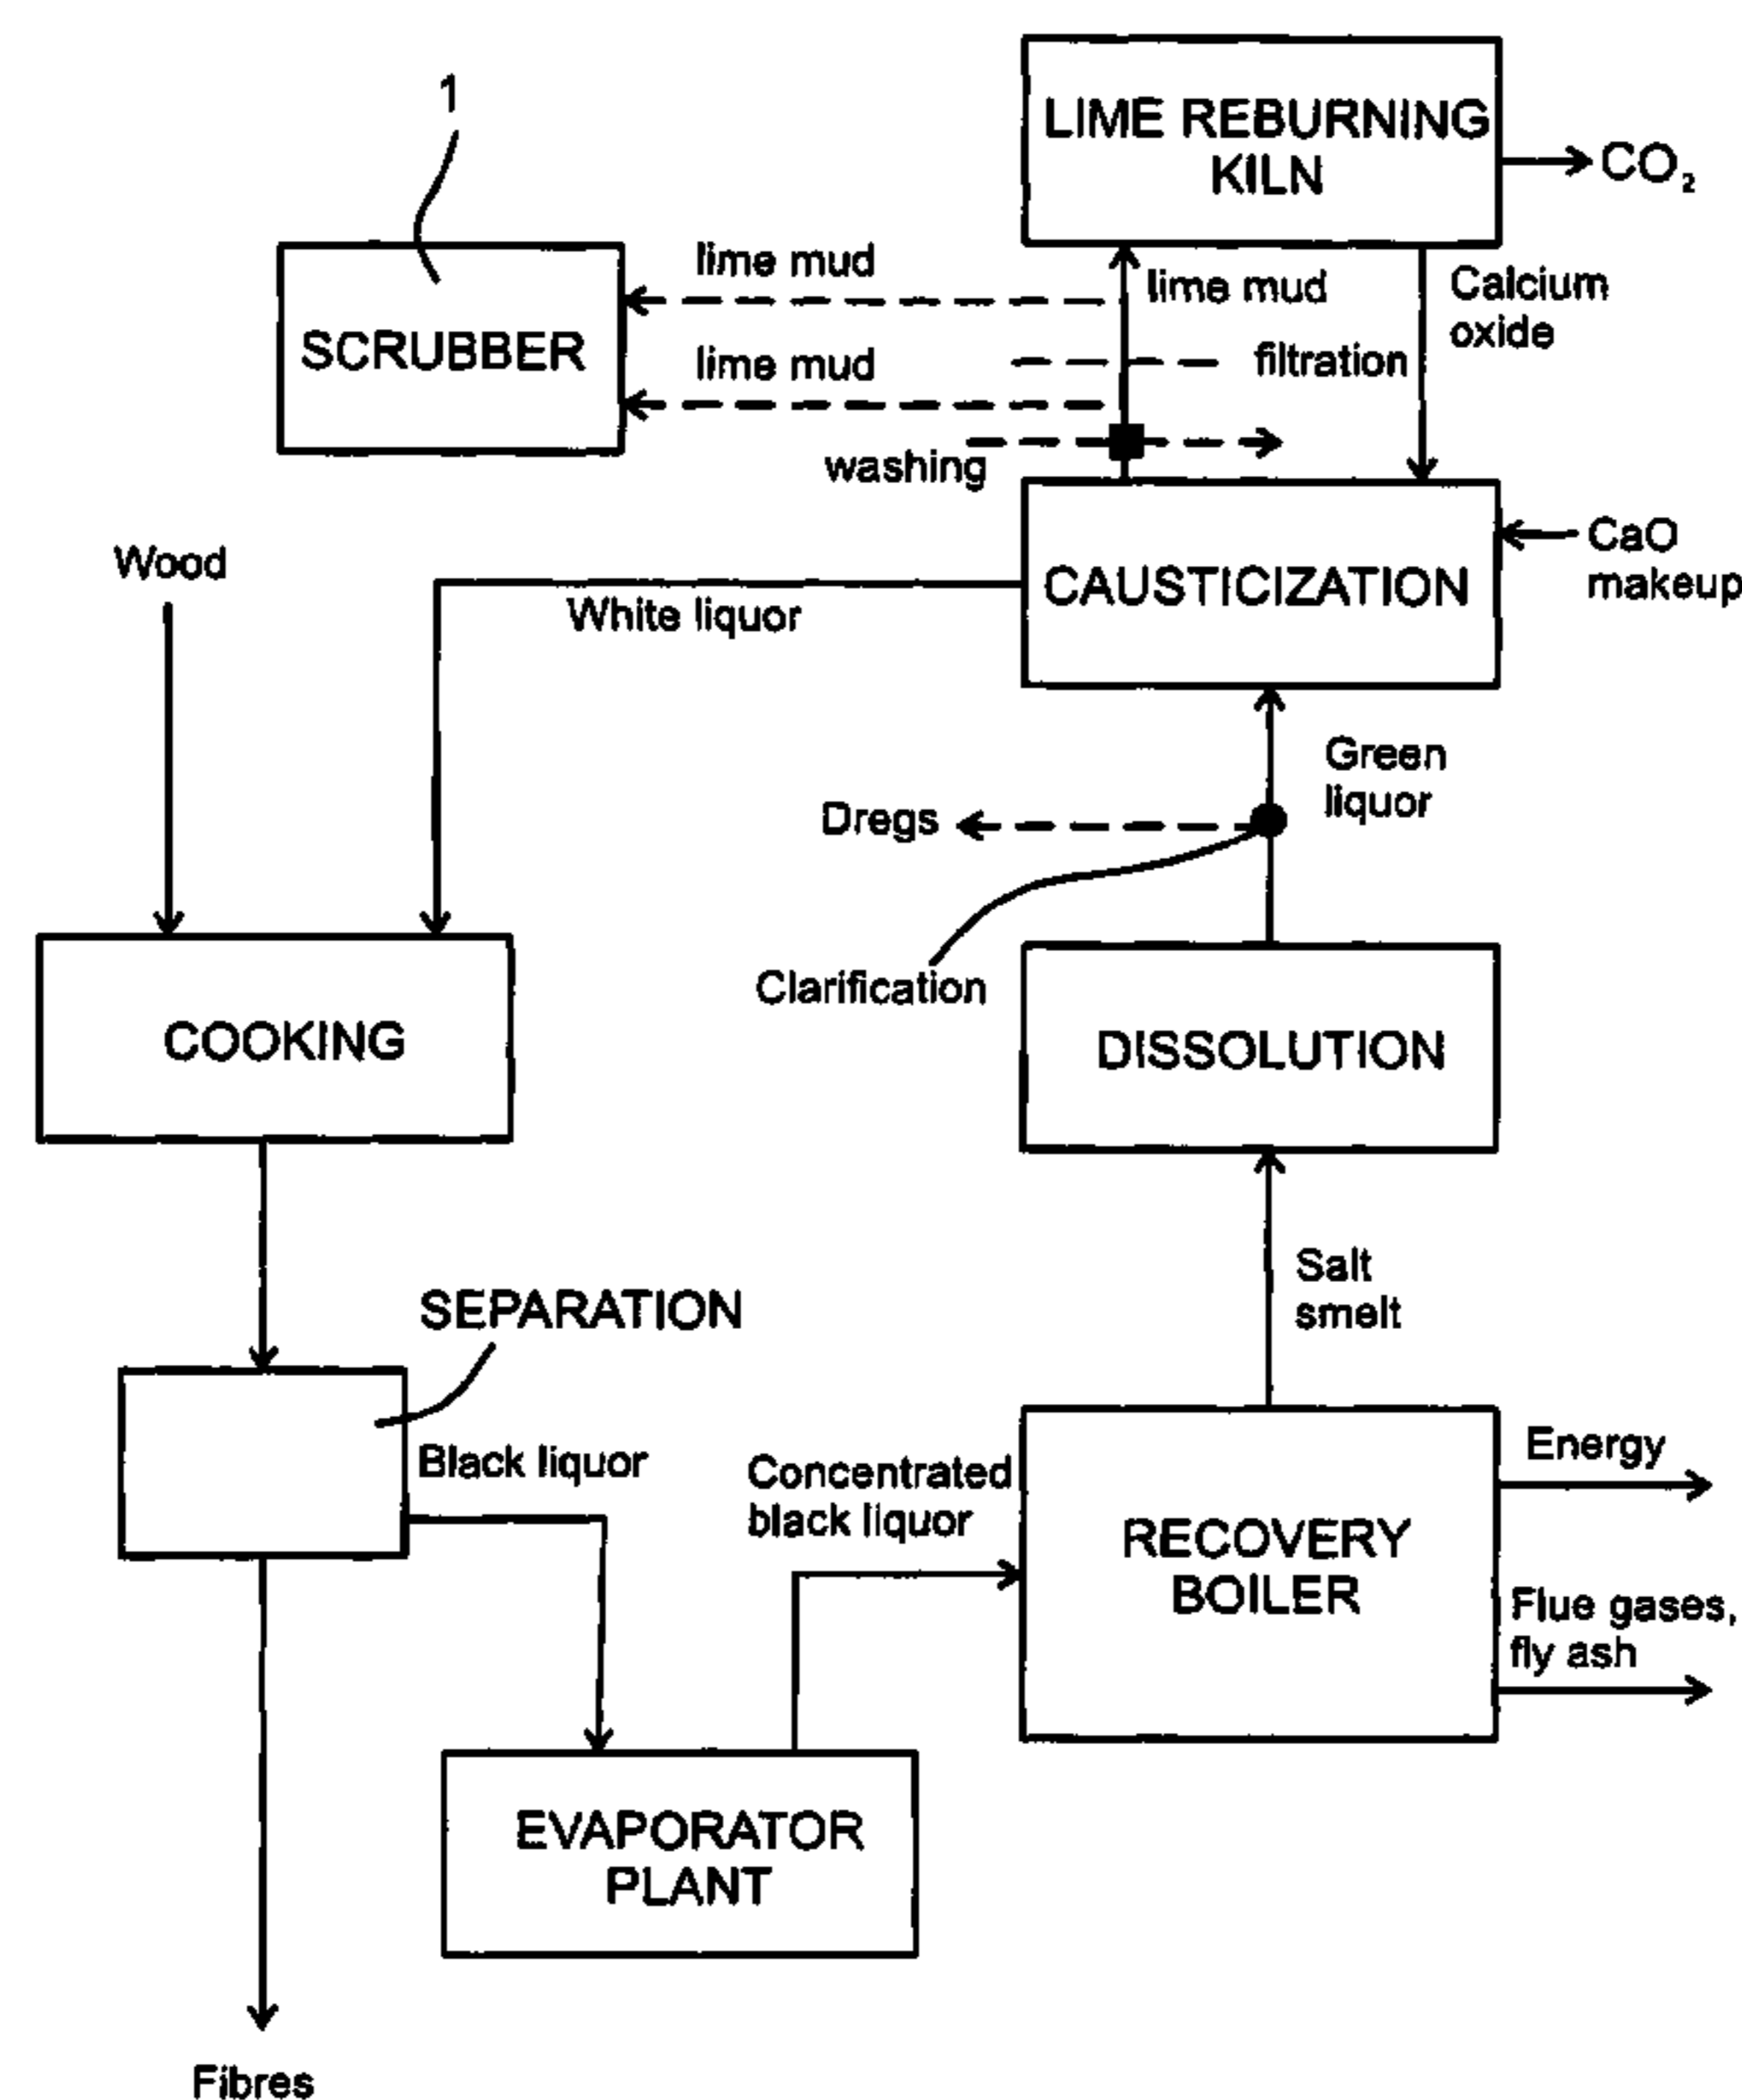 LIME REBURNING
KILN
CO₂
1
SCRUBBER
lime mud
lime mud
lime mud
Calcium
oxide
filtration
washing
CaO
makeup
CAUSTICIZATION
Wood
White liquor
Green
liquor
Dregs
Clarification
COOKING
DISSOLUTION
Salt
smelt
SEPARATION
Black liquor
Concentrated
black liquor
RECOVERY
BOILER
Energy
Flue gases,
fly ash
EVAPORATOR
PLANT
Fibres